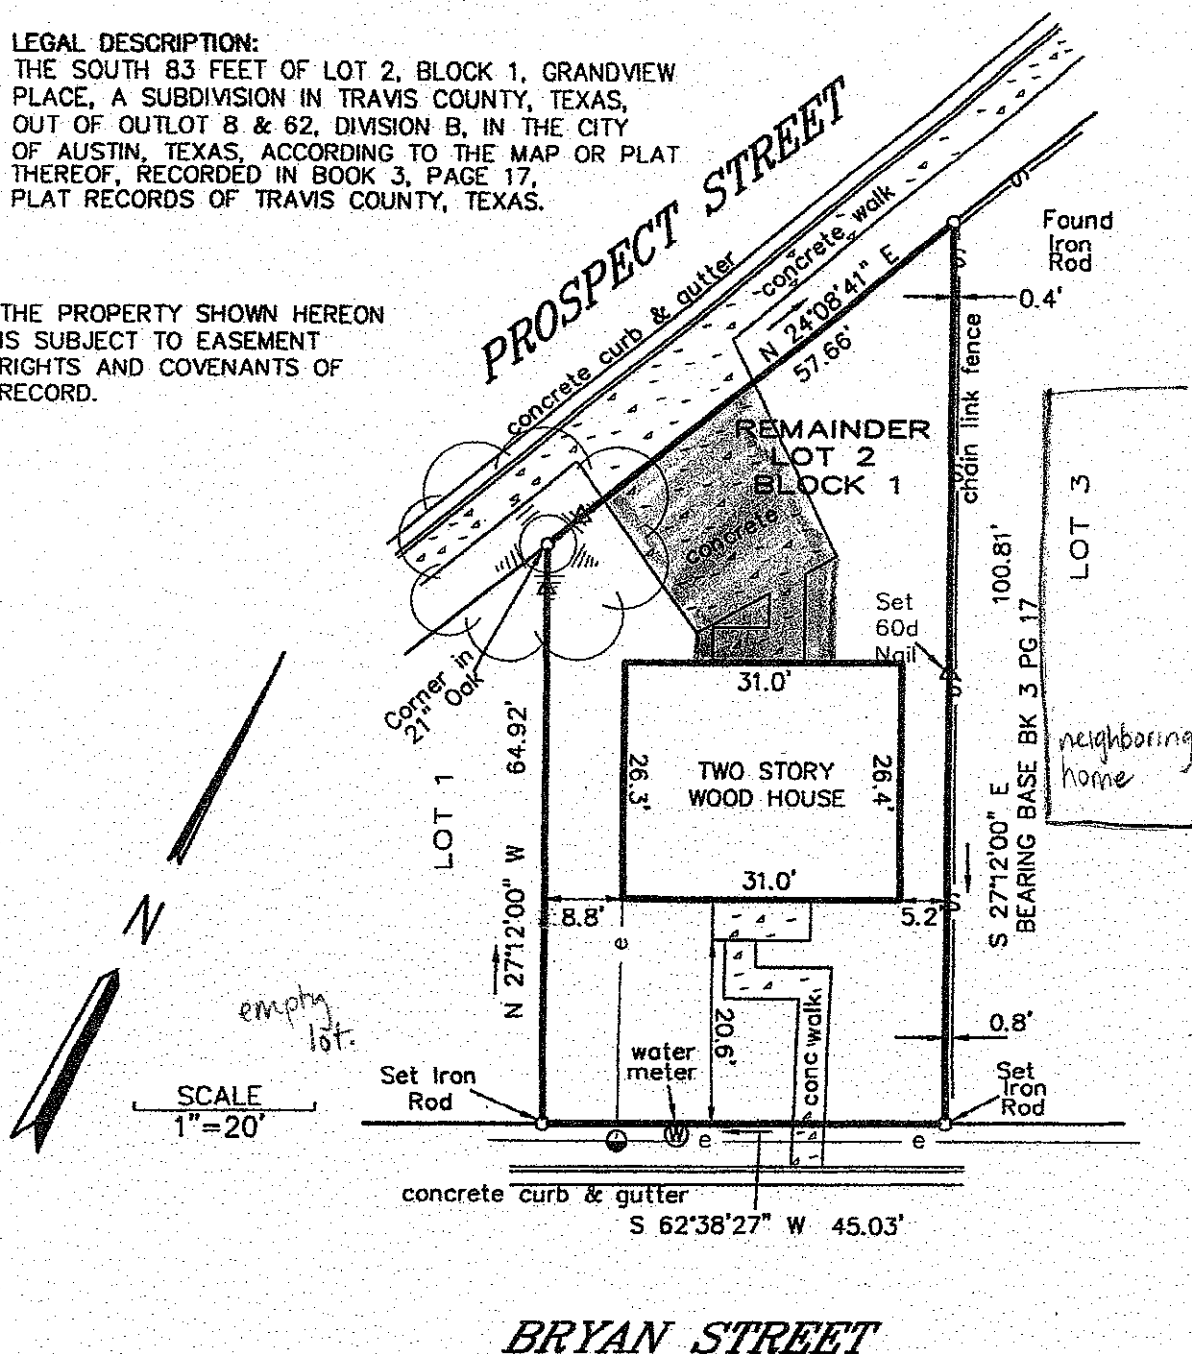 LEGAL DESCRIPTION:
THE SOUTH 83 FEET OF LOT 2, BLOCK 1, GRANDVIEW
PLACE, A SUBDIVISION IN TRAVIS COUNTY, TEXAS,
OUT OF OUTLOT 8 & 62, DIVISION B, IN THE CITY
OF AUSTIN, TEXAS, ACCORDING TO THE MAP OR PLAT
THEREOF, RECORDED IN BOOK 3, PAGE 17,
PLAT RECORDS OF TRAVIS COUNTY, TEXAS.
THE PROPERTY SHOWN HEREON
IS SUBJECT TO EASEMENT
RIGHTS AND COVENANTS OF
RECORD.
PROSPECT STREET
concrete curb & gutter
concrete walk
N 24°08'41" E
57.66'
Found
Iron
Rod
0.4'
chain link fence
REMAINDER
LOT 2
BLOCK 1
concrete
LOT 3
100.81'
Set
60d
Nail
S 27°12'00" E
BEARING BASE BK 3 PG 17
neighboring
home
Corner in
21" Oak
LOT 1
64.92'
N 27°12'00" W
31.0'
26.3'
TWO STORY
WOOD HOUSE
26.4'
31.0'
8.8'
5.2'
e
20.6'
conc walk
0.8'
N
empty
lot.
SCALE
1"=20'
Set Iron
Rod
water
meter
Set
Iron
Rod
W
e
e
concrete curb & gutter
S 62°38'27" W 45.03'
BRYAN STREET
S
S
S
S
S